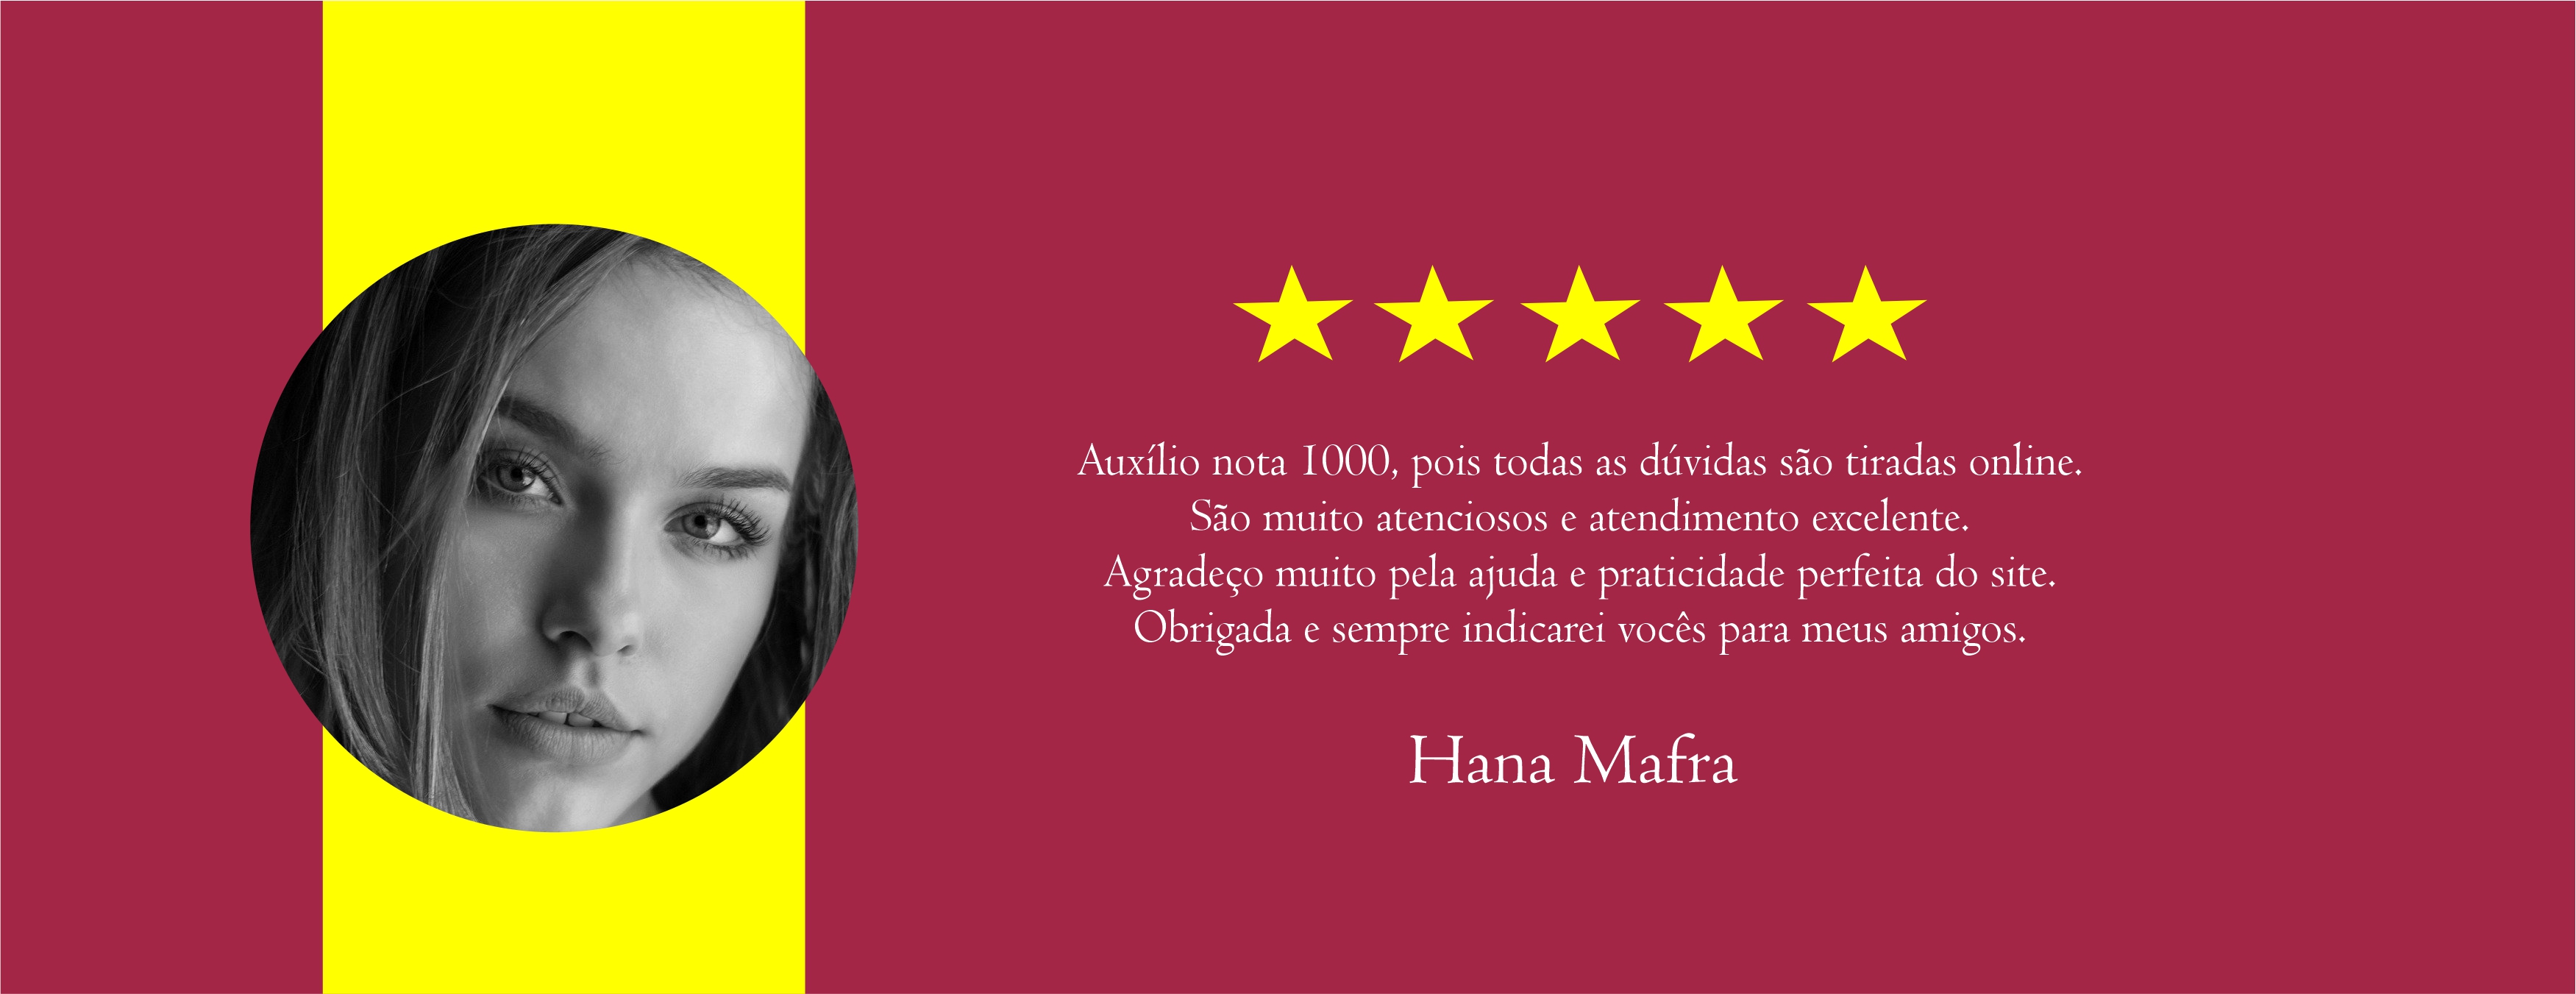 Auxílio nota 1000, pois todas as dúvidas são tiradas online.
São muito atenciosos e atendimento excelente.
Agradeço muito pela ajuda e praticidade perfeita do site.
Obrigada e sempre indicarei vocês para meus amigos.
Hana Mafra